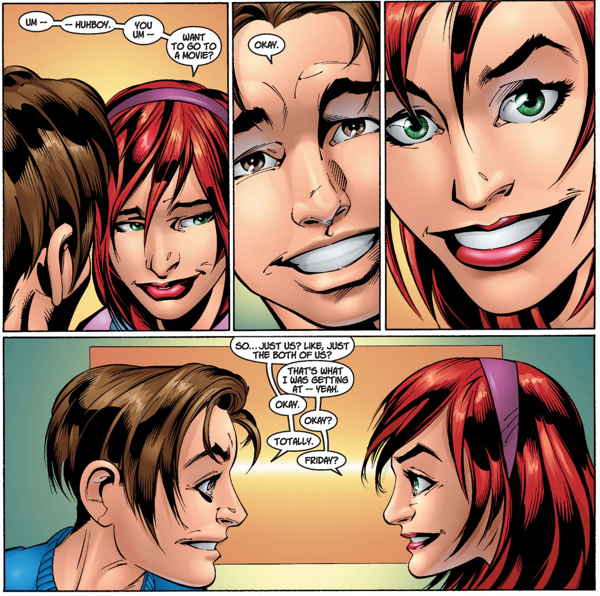 UM --
-- HUHBOY.
YOU
UM --
WANT
TO GO TO
A MOVIE?
OKAY.
SO... JUST US? LIKE, JUST
THE BOTH OF US?
THAT'S WHAT
I WAS GETTING
AT -- YEAH.
OKAY.
OKAY?
TOTALLY.
FRIDAY?